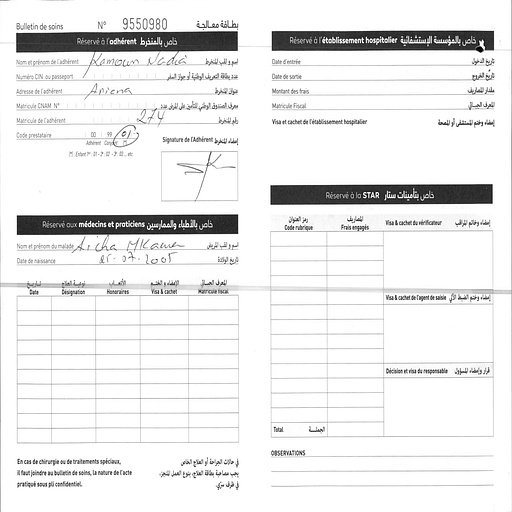 Bulletin de soins N° 9550980 بطاقة معالجة
Réservé à l'adhérent خاص بالمنخرط
Nom et prénom de l'adhérent Kamoun Nadia اسم و لقب المنخرط
Numéro CIN ou passeport عدد بطاقة التعريف الوطنية أو جواز السفر
Adresse de l'adhérent Ariana عنوان المنخرط
Matricule CNAM N° معرف الصندوق الوطني للتأمين على المرض عدد
Matricule de l'adhérent 274 رقم المنخرط
Code prestataire 00 99 01
Adhérent Conjoint (*)
(*) : Enfant 1er : 01 - 2e : 02 - 3e : 03 ... etc
Signature de l'Adhérent إمضاء المنخرط
Réservé aux médecins et praticiens خاص بالأطباء والممارسين
Nom et prénom du malade Aicha M'Kawar اسم و لقب المريض
Date de naissance 25-07-2005 تاريخ الولادة
تاريخ نوعية العلاج الأتعاب الإمضاء و الختم المعرف الجبائي
Date Désignation Honoraires Visa & cachet Matricule fiscal
En cas de chirurgie ou de traitements spéciaux,
il faut joindre au bulletin de soins, la nature de l'acte
pratiqué sous pli confidentiel.
في حالات الجراحة أو العلاج الخاص
يجب مصاحبة بطاقة العلاج، بنوع العمل المنجز،
في ظرف سري.
Réservé à l'établissement hospitalier خاص بالمؤسسة الإستشفائية
Date d'entrée تاريخ الدخول
Date de sortie تاريخ الخروج
Montant des frais مقدار المصاريف
Matricule Fiscal المعرف الجبائي
Visa et cachet de l'établissement hospitalier إمضاء وختم المستشفى أو المصحة
Réservé à la STAR خاص بتأمينات ستار
رمز العنوان المصاريف
Code rubrique Frais engagés
Visa & cachet du vérificateur إمضاء وخاتم المراقب
Visa & cachet de l'agent de saisie إمضاء وختم الضبط الآلي
Décision et visa du responsable قرار وإمضاء المسؤول
Total الجملة
OBSERVATIONS